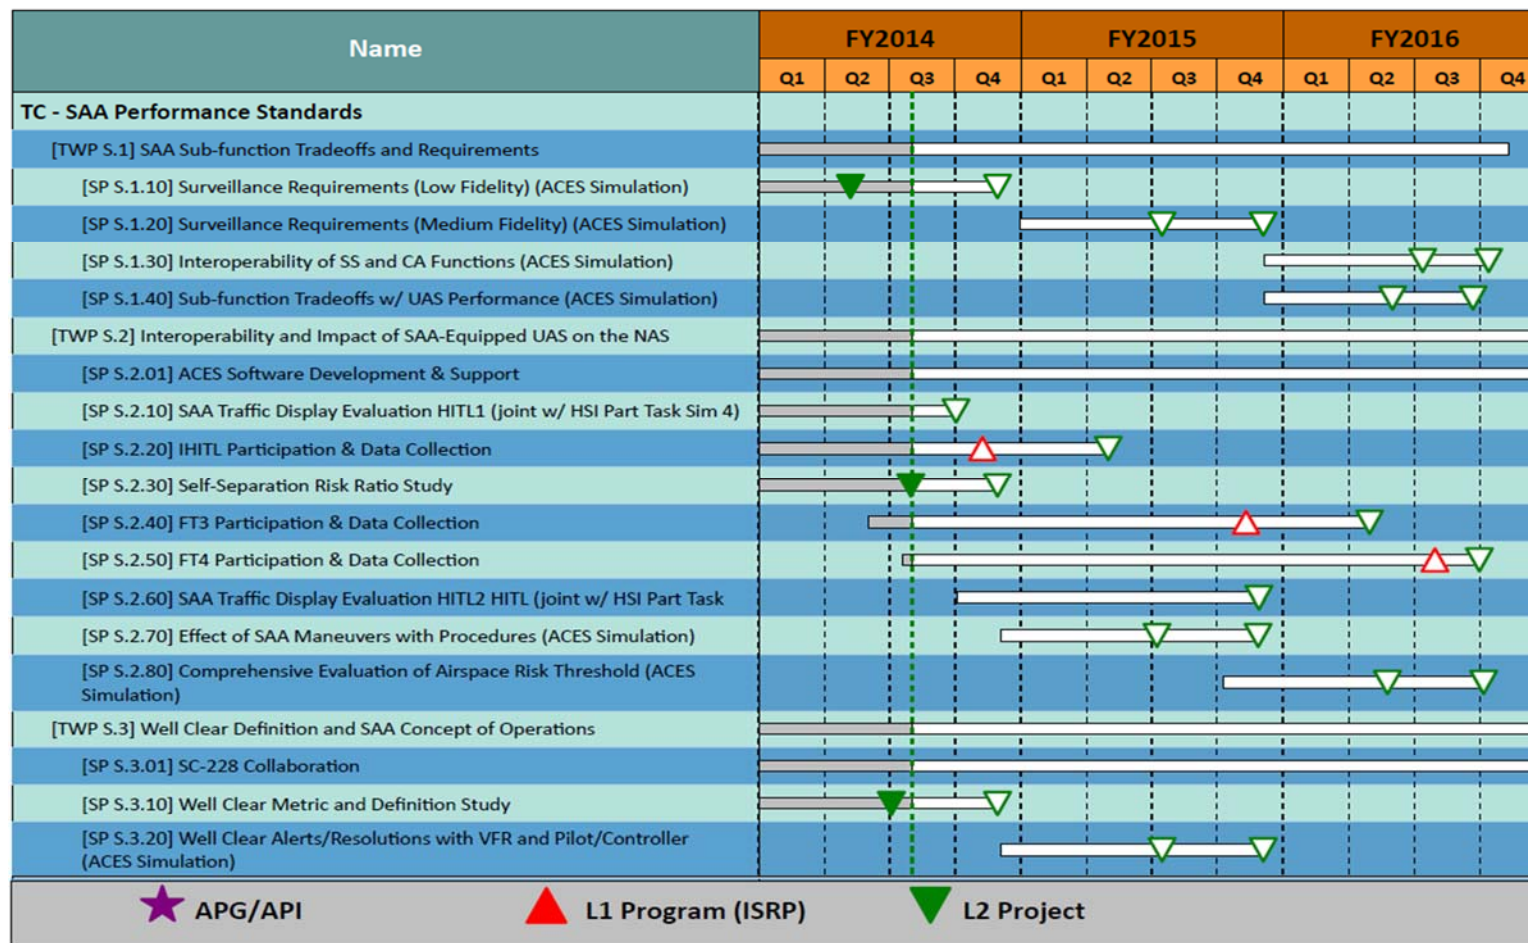 Name
FY2014 FY2015 FY2016
Q1 Q2 Q3 Q4 Q1 Q2 Q3 Q4 Q1 Q2 Q3 Q4
TC - SAA Performance Standards
[TWP S.1] SAA Sub-function Tradeoffs and Requirements
[SP S.1.10] Surveillance Requirements (Low Fidelity) (ACES Simulation)
[SP S.1.20] Surveillance Requirements (Medium Fidelity) (ACES Simulation)
[SP S.1.30] Interoperability of SS and CA Functions (ACES Simulation)
[SP S.1.40] Sub-function Tradeoffs w/ UAS Performance (ACES Simulation)
[TWP S.2] Interoperability and Impact of SAA-Equipped UAS on the NAS
[SP S.2.01] ACES Software Development & Support
[SP S.2.10] SAA Traffic Display Evaluation HITL1 (joint w/ HSI Part Task Sim 4)
[SP S.2.20] IHITL Participation & Data Collection
[SP S.2.30] Self-Separation Risk Ratio Study
[SP S.2.40] FT3 Participation & Data Collection
[SP S.2.50] FT4 Participation & Data Collection
[SP S.2.60] SAA Traffic Display Evaluation HITL2 HITL (joint w/ HSI Part Task
[SP S.2.70] Effect of SAA Maneuvers with Procedures (ACES Simulation)
[SP S.2.80] Comprehensive Evaluation of Airspace Risk Threshold (ACES
Simulation)
[TWP S.3] Well Clear Definition and SAA Concept of Operations
[SP S.3.01] SC-228 Collaboration
[SP S.3.10] Well Clear Metric and Definition Study
[SP S.3.20] Well Clear Alerts/Resolutions with VFR and Pilot/Controller
(ACES Simulation)
APG/API L1 Program (ISRP) L2 Project